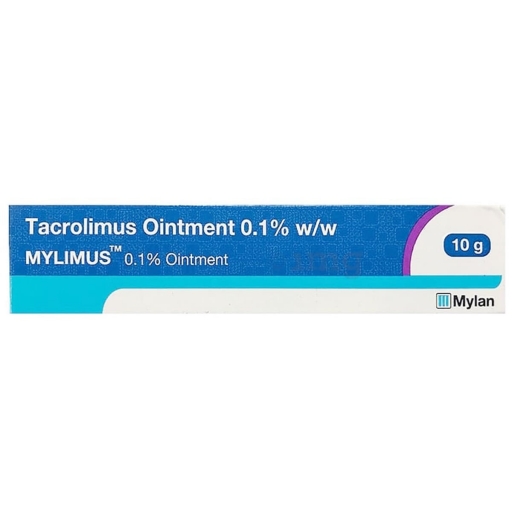 Tacrolimus Ointment 0.1% w/w
MYLIMUS™ 0.1% Ointment
10 g
Mylan